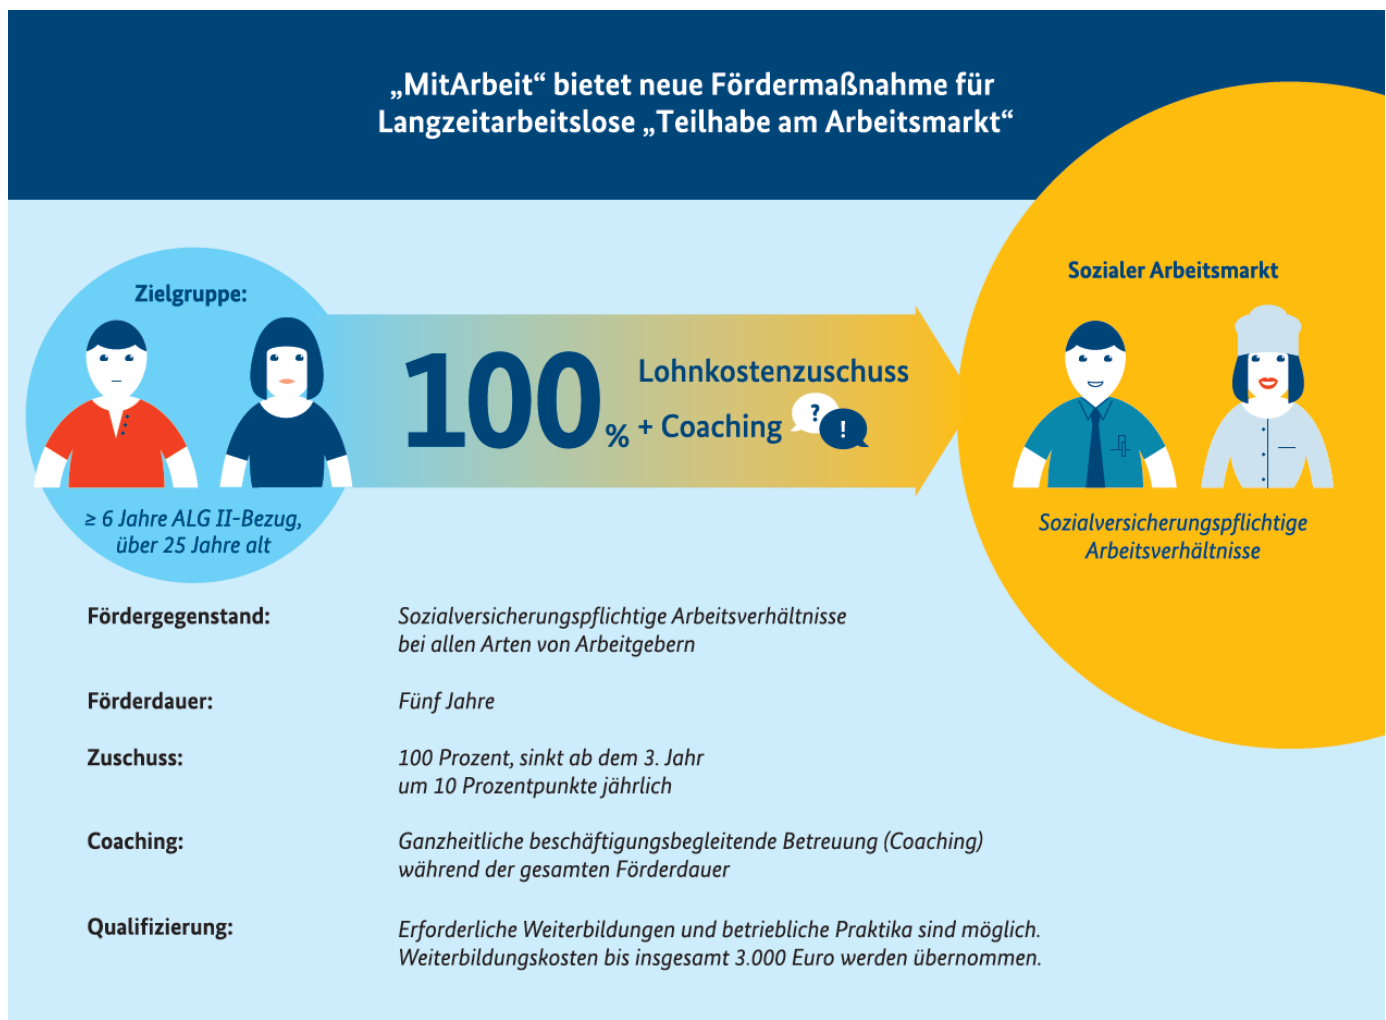 „MitArbeit“ bietet neue Fördermaßnahme für
Langzeitarbeitslose „Teilhabe am Arbeitsmarkt“
Zielgruppe:
≥ 6 Jahre ALG II-Bezug,
über 25 Jahre alt
100 %
Lohnkostenzuschuss
+ Coaching ? !
Sozialer Arbeitsmarkt
Sozialversicherungspflichtige
Arbeitsverhältnisse
Fördergegenstand:
Sozialversicherungspflichtige Arbeitsverhältnisse
bei allen Arten von Arbeitgebern
Förderdauer:
Fünf Jahre
Zuschuss:
100 Prozent, sinkt ab dem 3. Jahr
um 10 Prozentpunkte jährlich
Coaching:
Ganzheitliche beschäftigungsbegleitende Betreuung (Coaching)
während der gesamten Förderdauer
Qualifizierung:
Erforderliche Weiterbildungen und betriebliche Praktika sind möglich.
Weiterbildungskosten bis insgesamt 3.000 Euro werden übernommen.